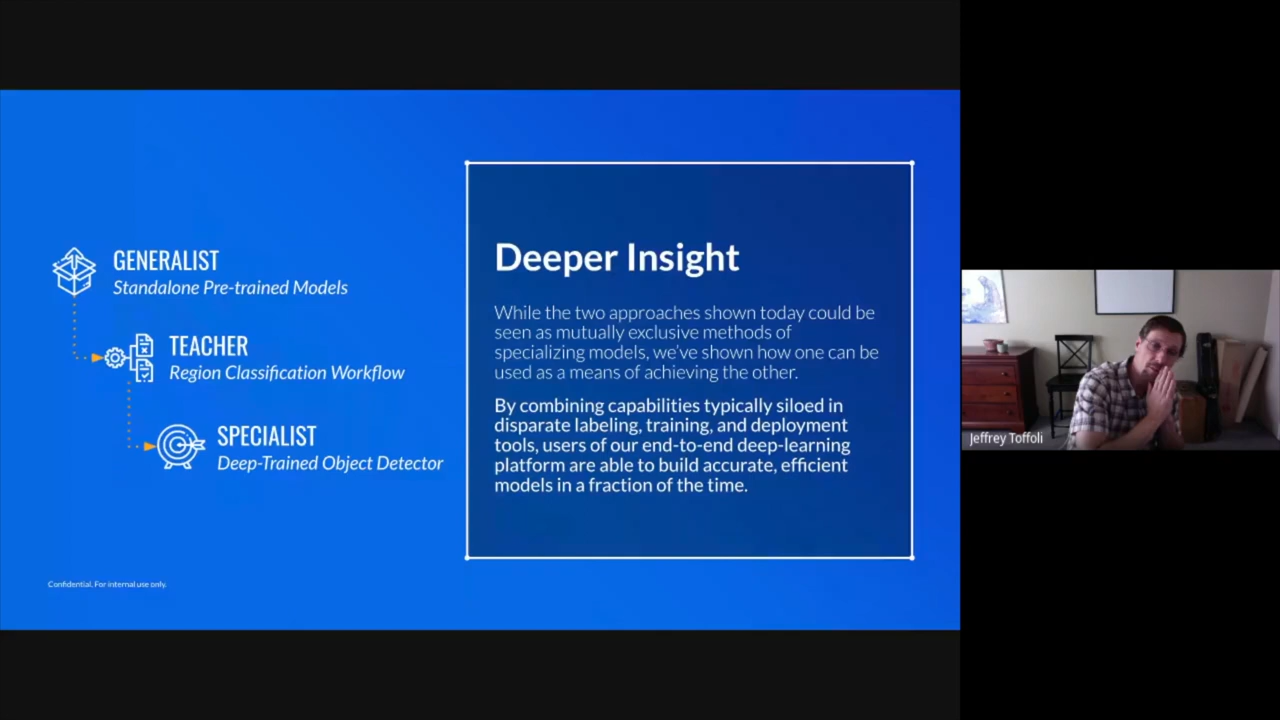 GENERALIST
Standalone Pre-trained Models
TEACHER
Region Classification Workflow
SPECIALIST
Deep-Trained Object Detector
Confidential. For internal use only.
Deeper Insight
While the two approaches shown today could be
seen as mutually exclusive methods of
specializing models, we've shown how one can be
used as a means of achieving the other.
By combining capabilities typically siloed in
disparate labeling, training, and deployment
tools, users of our end-to-end deep-learning
platform are able to build accurate, efficient
models in a fraction of the time.
Jeffrey Toffoli